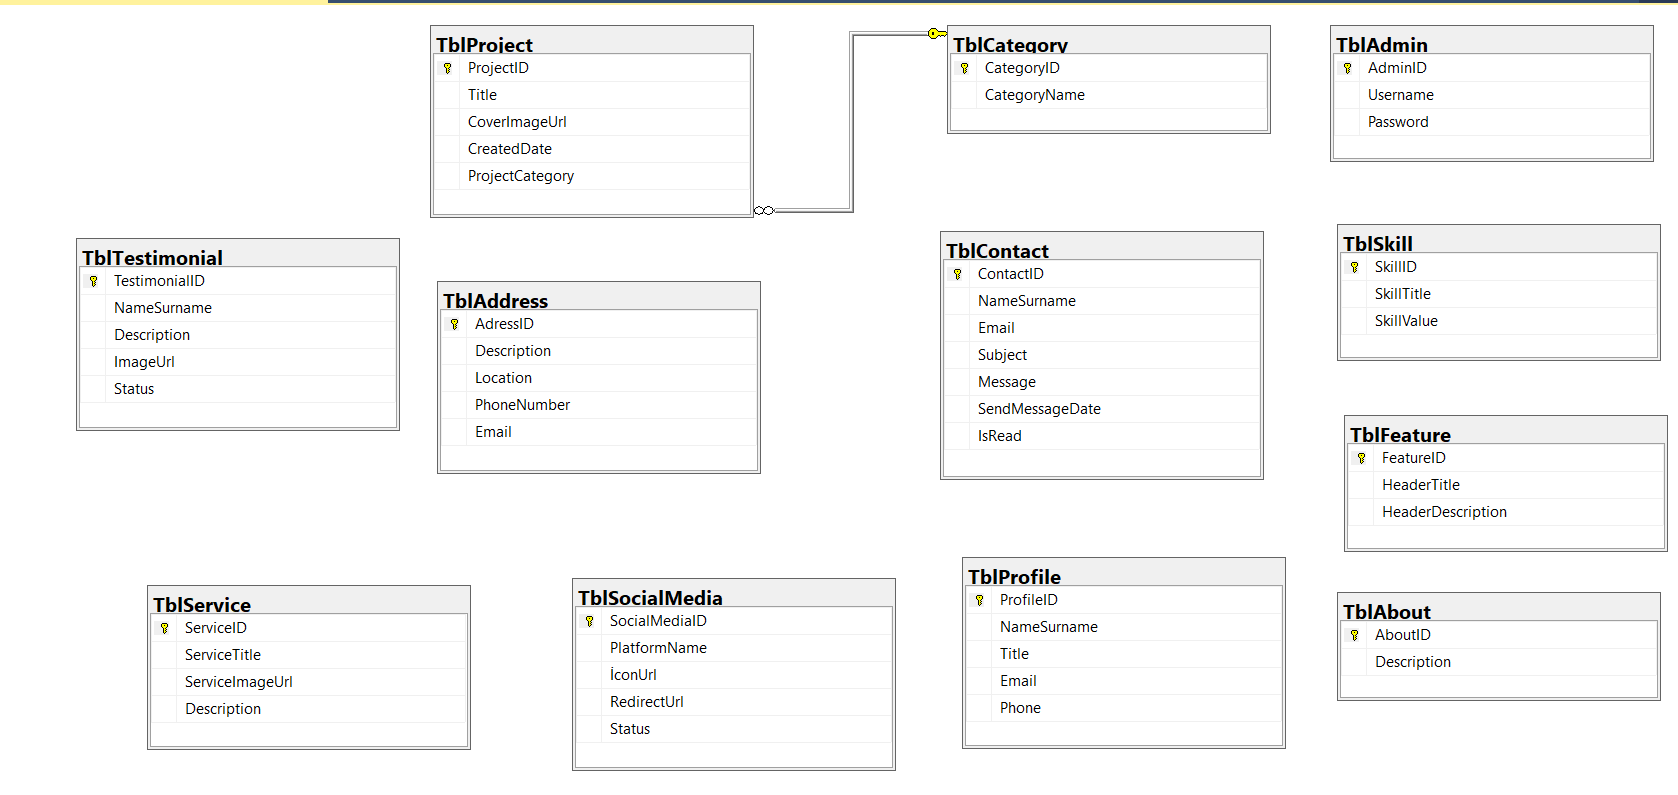 TblProject
ProjectID
Title
CoverImageUrl
CreatedDate
ProjectCategory
TblCategory
CategoryID
CategoryName
TblAdmin
AdminID
Username
Password
TblTestimonial
TestimonialID
NameSurname
Description
ImageUrl
Status
TblAddress
AdressID
Description
Location
PhoneNumber
Email
TblContact
ContactID
NameSurname
Email
Subject
Message
SendMessageDate
IsRead
TblSkill
SkillID
SkillTitle
SkillValue
TblFeature
FeatureID
HeaderTitle
HeaderDescription
TblService
ServiceID
ServiceTitle
ServiceImageUrl
Description
TblSocialMedia
SocialMediaID
PlatformName
İconUrl
RedirectUrl
Status
TblProfile
ProfileID
NameSurname
Title
Email
Phone
TblAbout
AboutID
Description